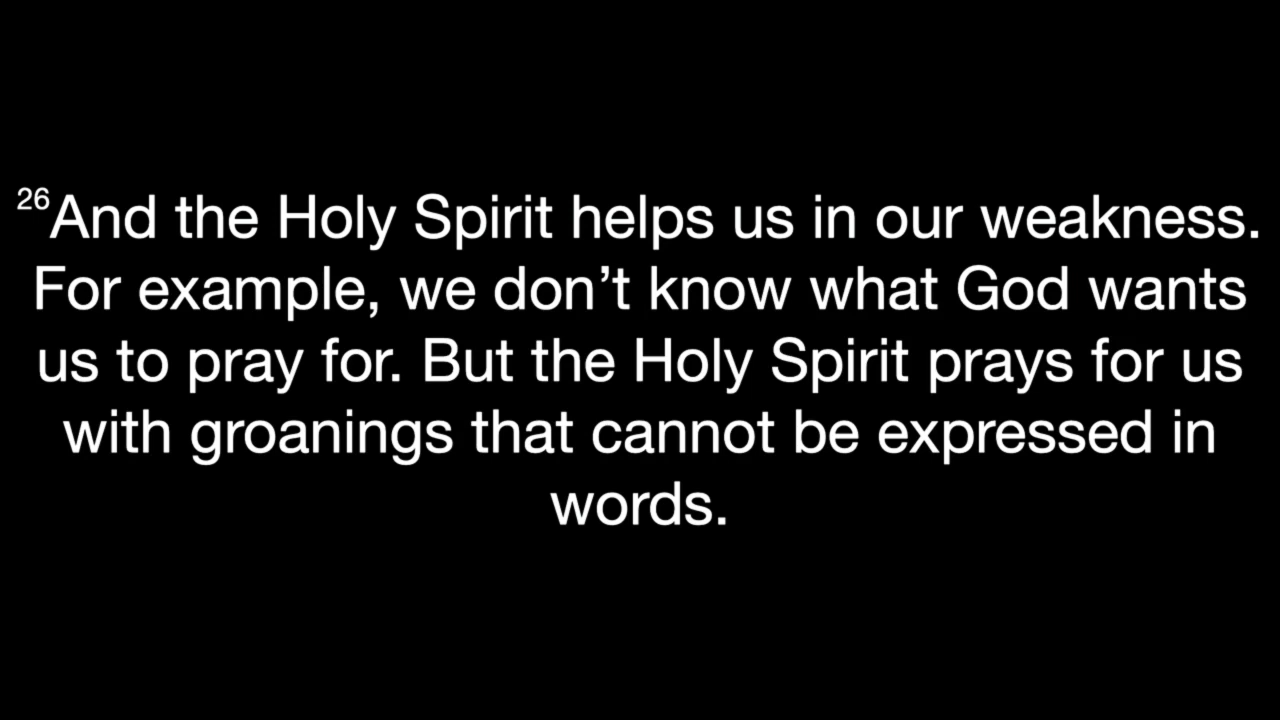 26And the Holy Spirit helps us in our weakness.
For example, we don’t know what God wants
us to pray for. But the Holy Spirit prays for us
with groanings that cannot be expressed in
words.